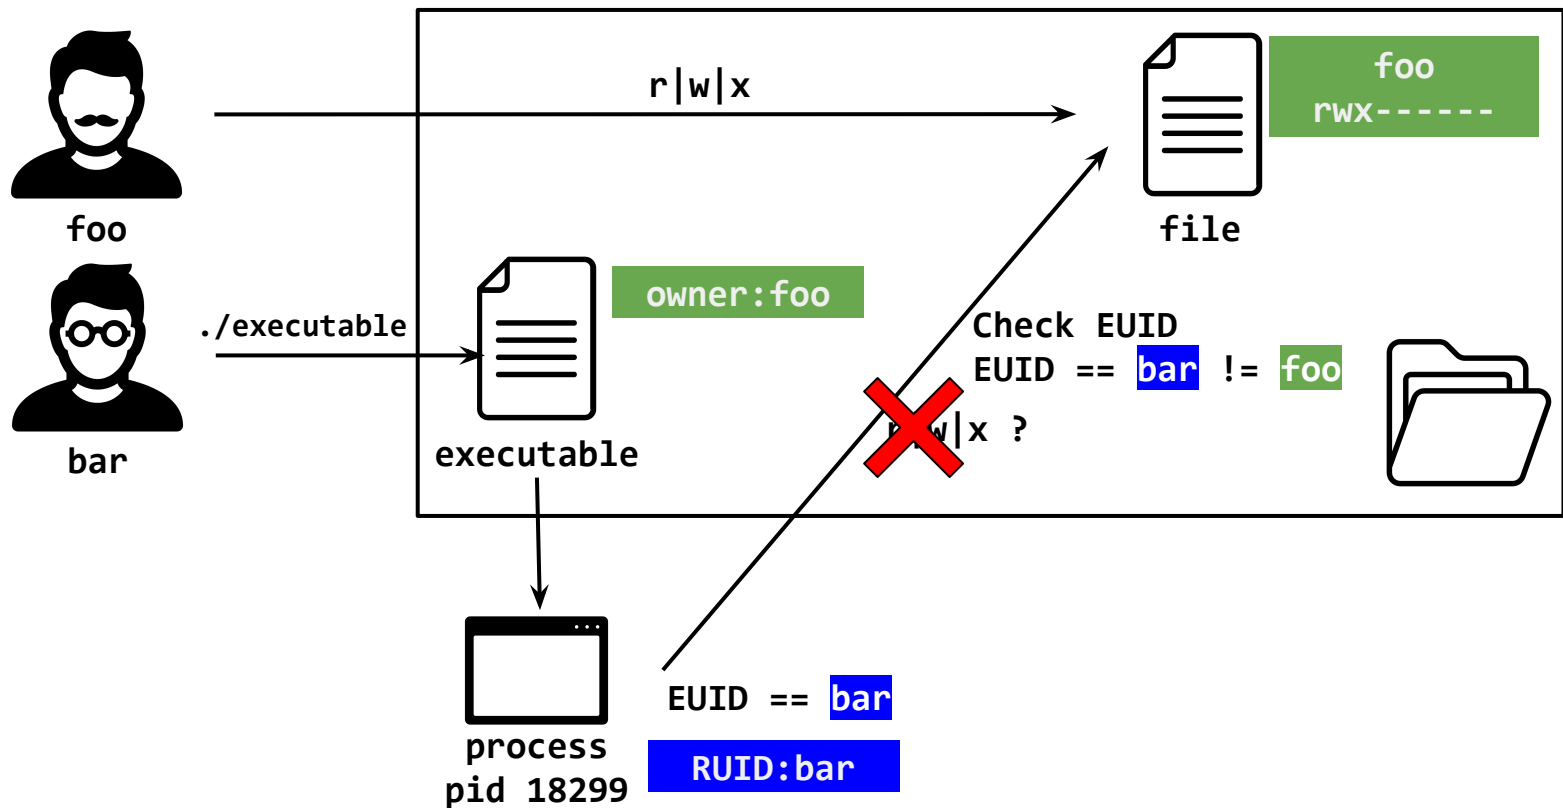 r|w|x
foo
rwx------
foo
file
./executable
owner:foo
Check EUID
EUID == bar != foo
r|w|x ?
bar
executable
EUID == bar
process
pid 18299
RUID:bar